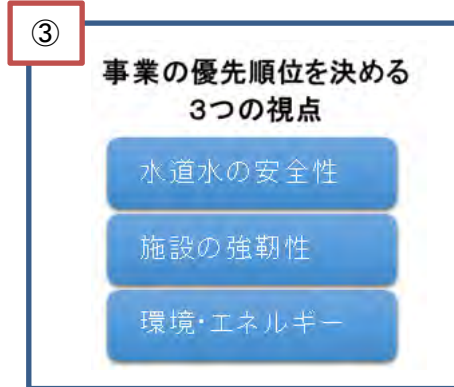 ③
事業の優先順位を決める
3つの視点
水道水の安全性
施設の強靭性
環境・エネルギー